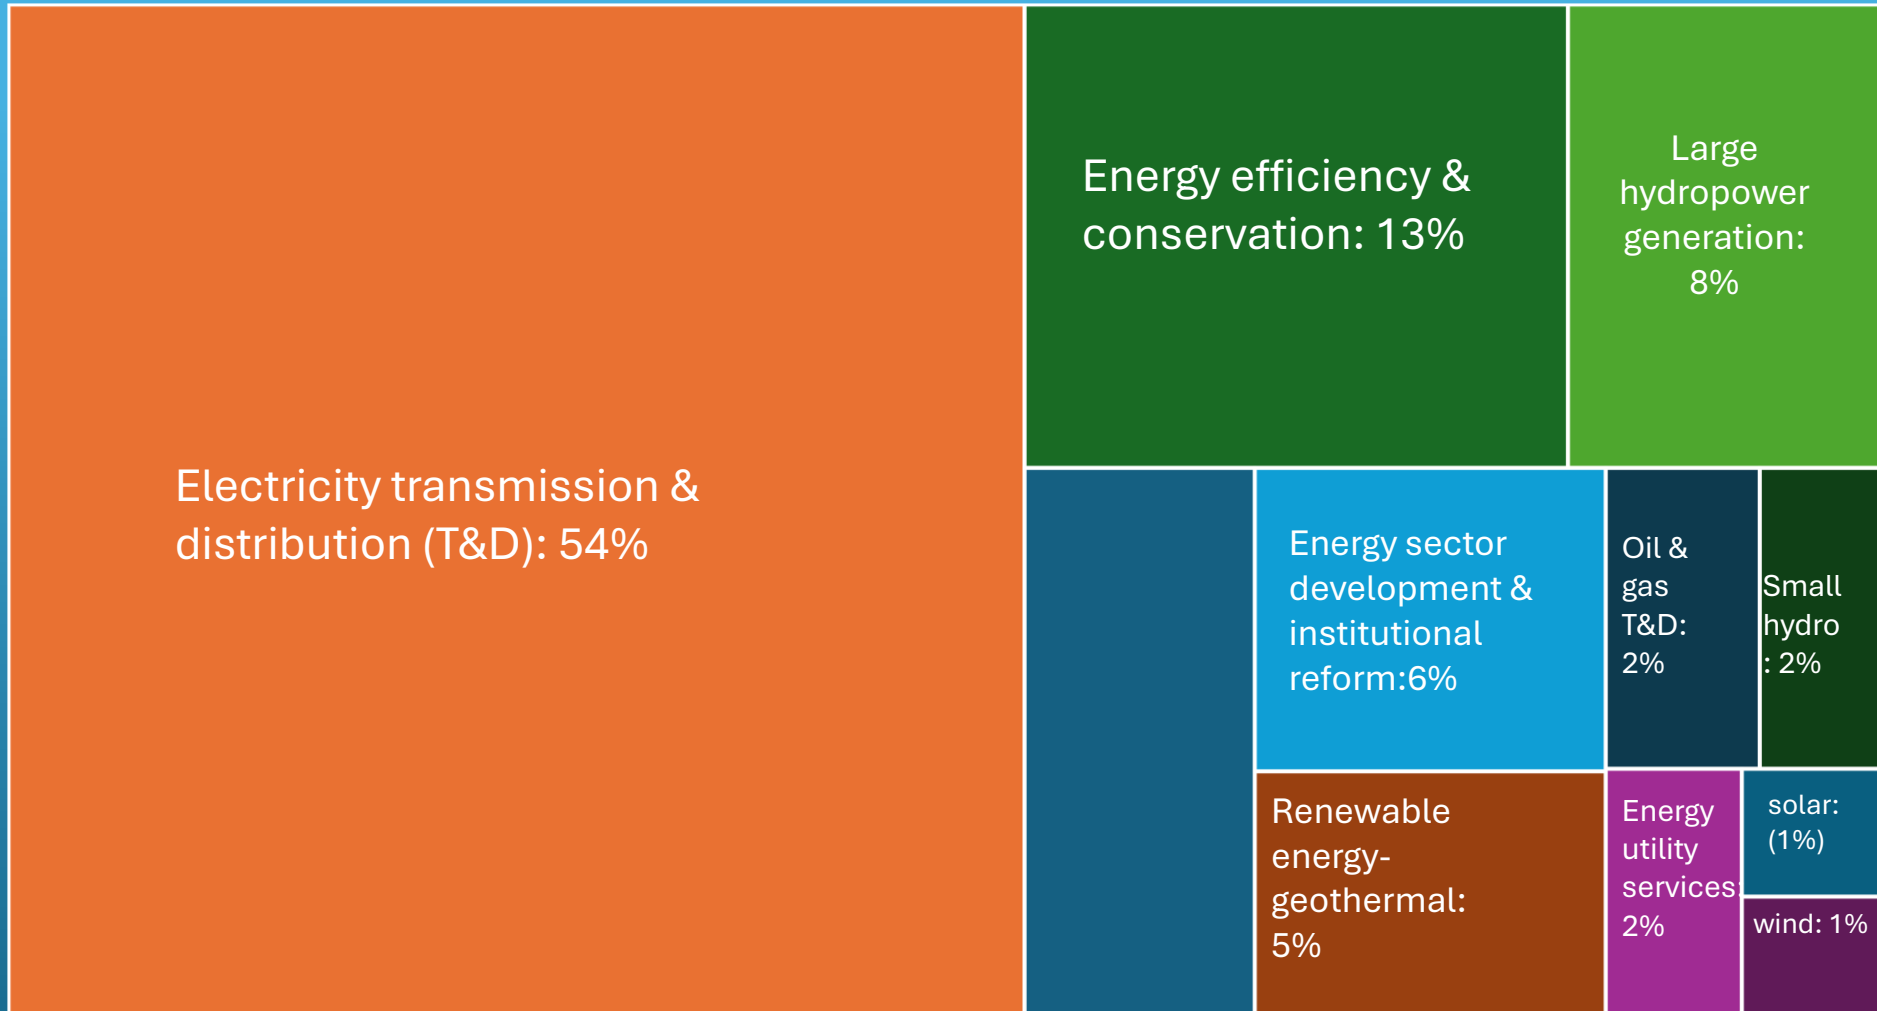 Electricity transmission &
distribution (T&D): 54%
Energy efficiency &
conservation: 13%
Large
hydropower
generation:
8%
Energy sector
development &
institutional
reform:6%
Oil &
gas
T&D:
2%
Small
hydro
: 2%
Renewable
energy-
geothermal:
5%
Energy
utility
services:
2%
solar:
(1%)
wind: 1%